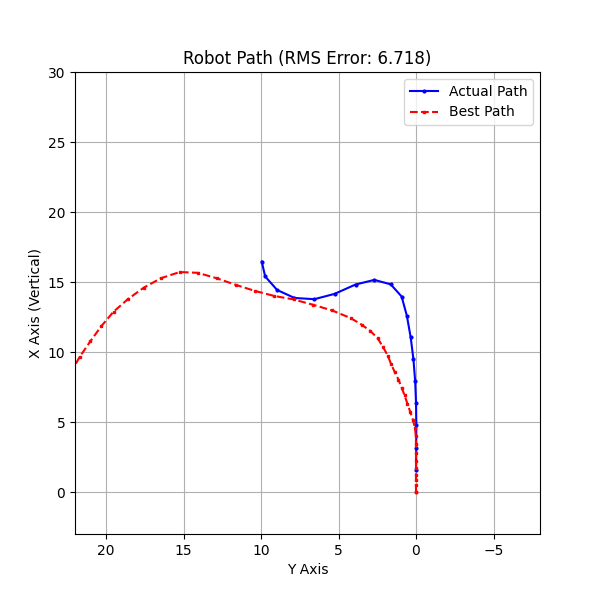 Robot Path (RMS Error: 6.718)
Actual Path
Best Path
X Axis (Vertical)
30
25
20
15
10
5
0
20
15
10
5
0
−5
Y Axis